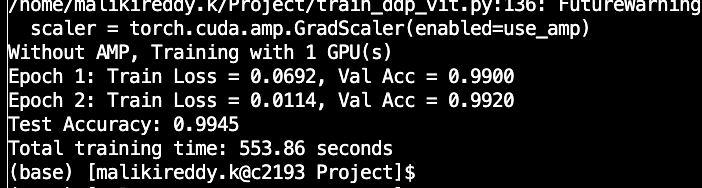 /home/malikireddy.k/Project/train_ddp_vit.py:136: FutureWarning
  scaler = torch.cuda.amp.GradScaler(enabled=use_amp)
Without AMP, Training with 1 GPU(s)
Epoch 1: Train Loss = 0.0692, Val Acc = 0.9900
Epoch 2: Train Loss = 0.0114, Val Acc = 0.9920
Test Accuracy: 0.9945
Total training time: 553.86 seconds
(base) [malikireddy.k@c2193 Project]$